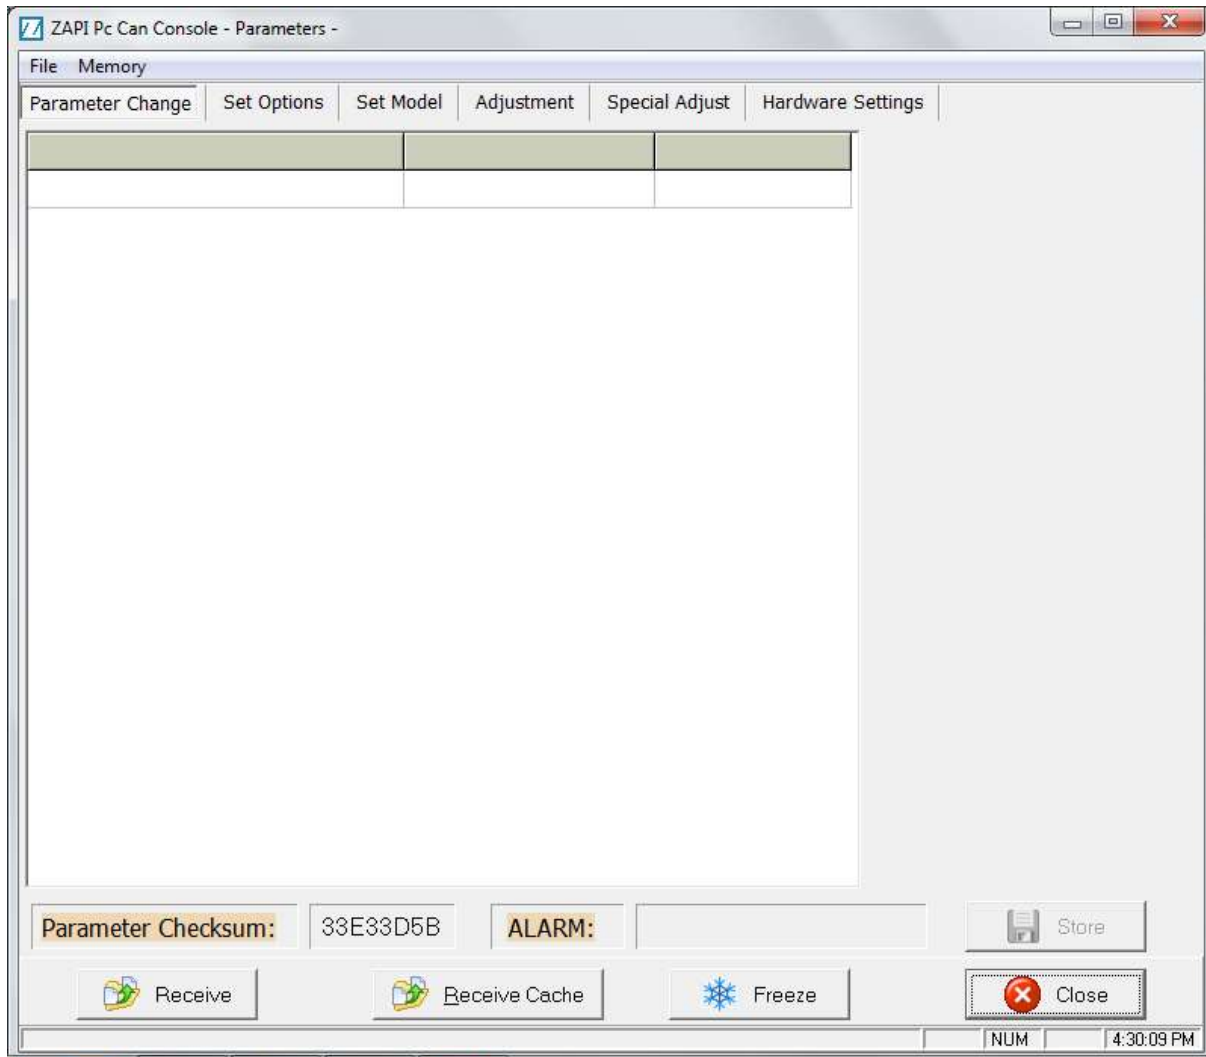 ZAPI Pc Can Console - Parameters -
File Memory
Parameter Change Set Options Set Model Adjustment Special Adjust Hardware Settings
Parameter Checksum: 33E33D5B ALARM: Store
Receive Receive Cache Freeze Close
NUM 4:30:09 PM